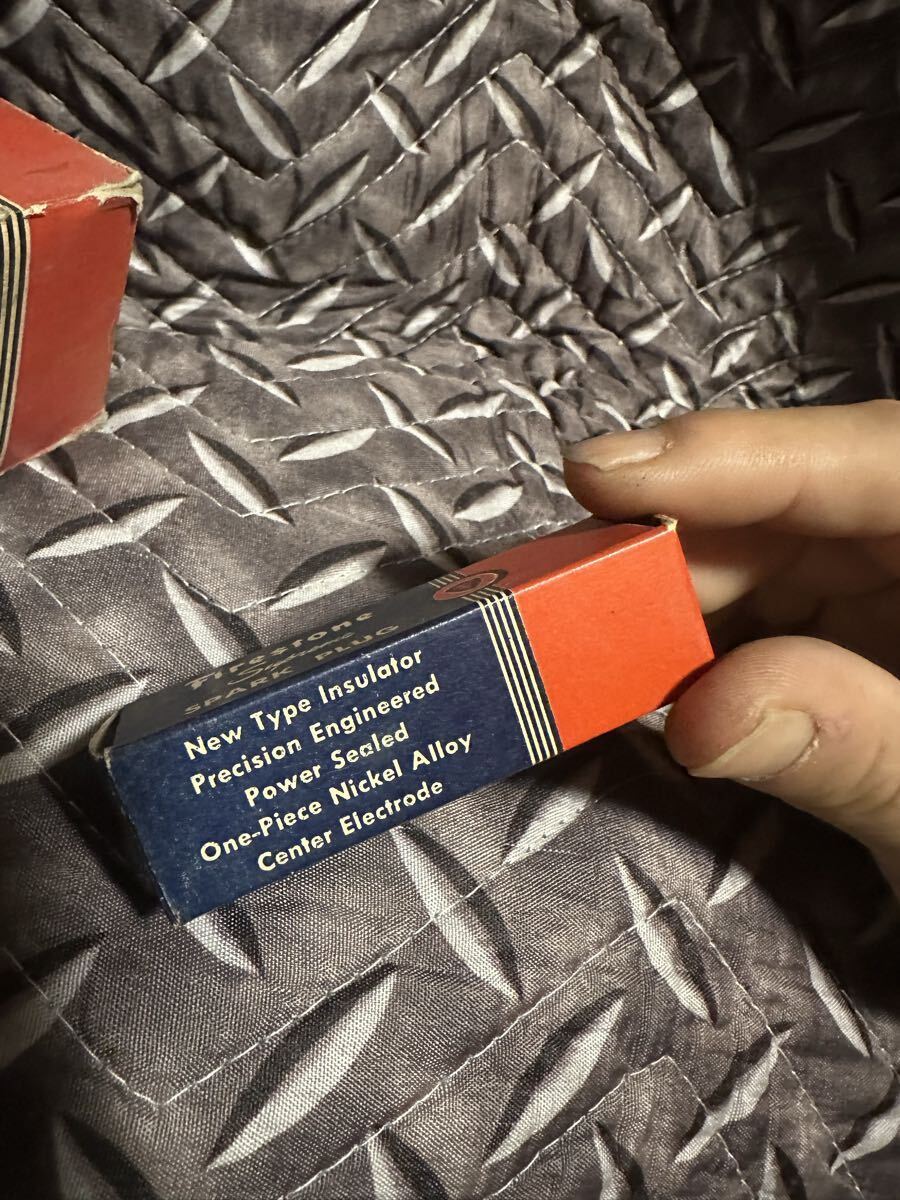 Firestone
SPARK PLUG
New Type Insulator
Precision Engineered
Power Sealed
One-Piece Nickel Alloy
Center Electrode